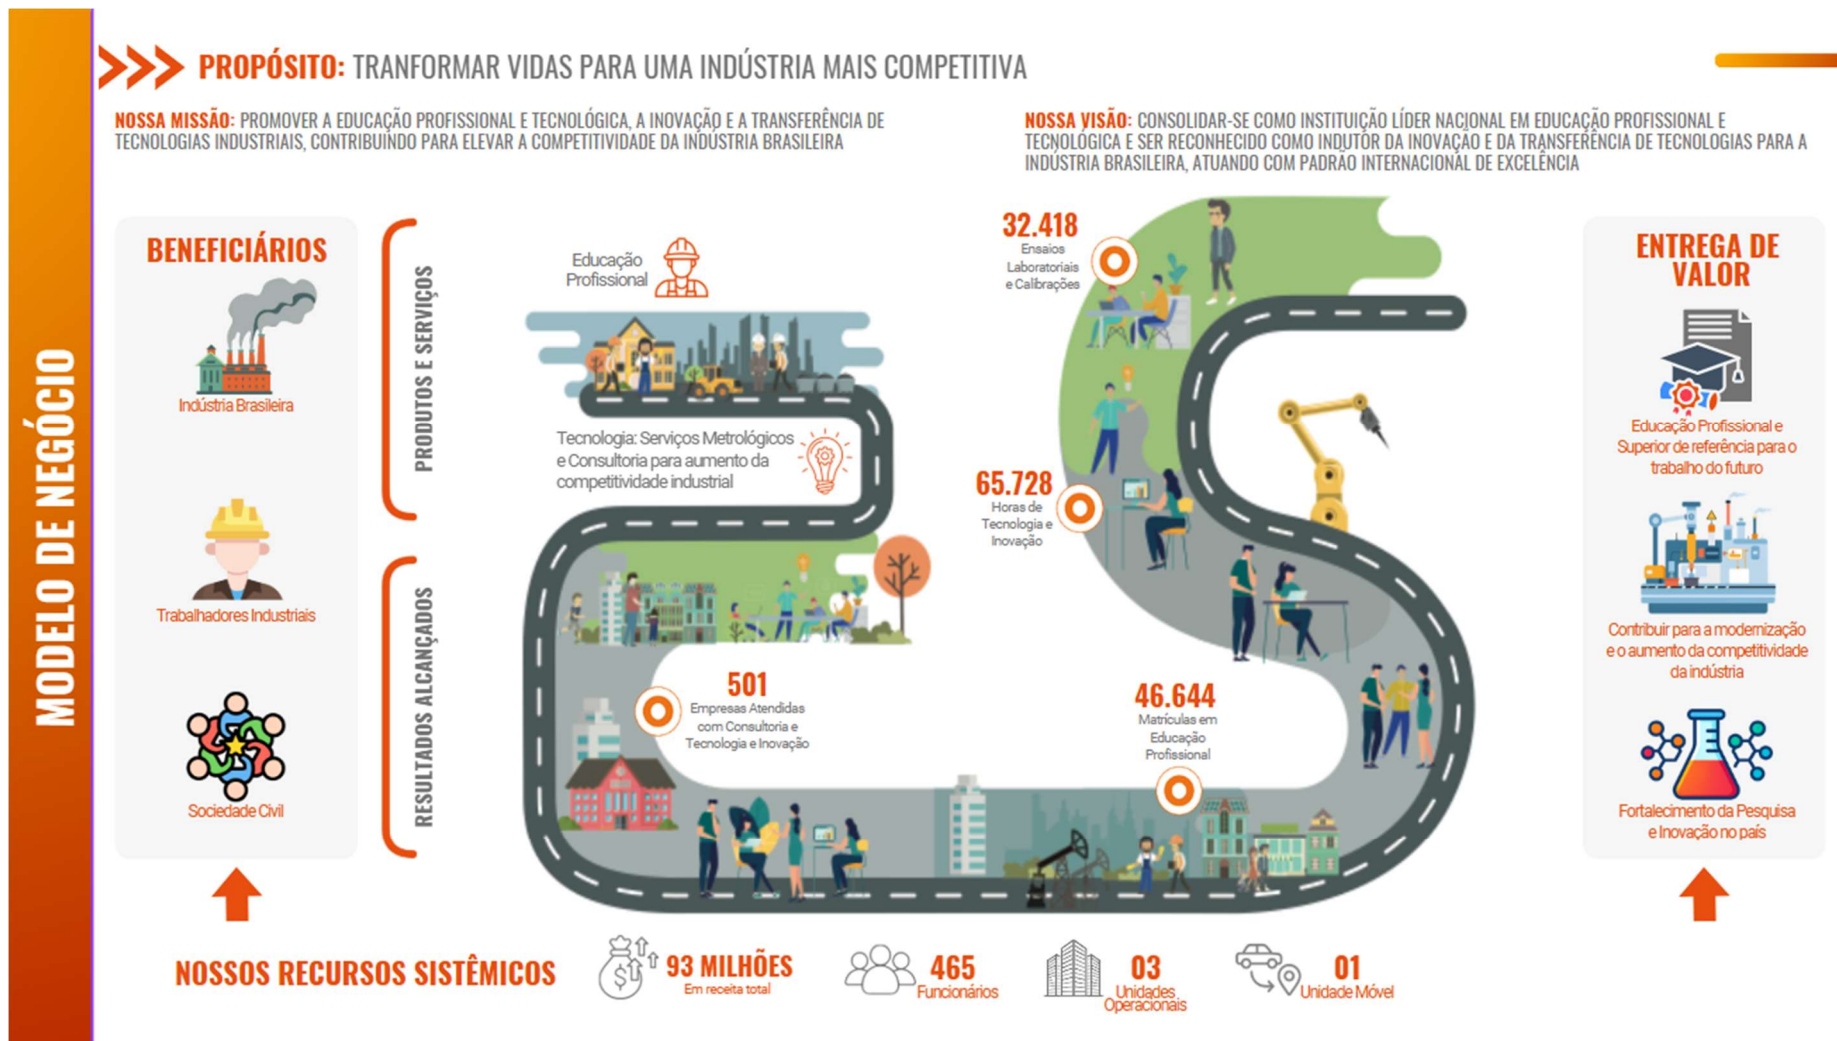 MODELO DE NEGÓCIO
PROPÓSITO: TRANFORMAR VIDAS PARA UMA INDÚSTRIA MAIS COMPETITIVA
NOSSA MISSÃO: PROMOVER A EDUCAÇÃO PROFISSIONAL E TECNOLÓGICA, A INOVAÇÃO E A TRANSFERÊNCIA DE
TECNOLOGIAS INDUSTRIAIS, CONTRIBUINDO PARA ELEVAR A COMPETITIVIDADE DA INDÚSTRIA BRASILEIRA
NOSSA VISÃO: CONSOLIDAR-SE COMO INSTITUIÇÃO LÍDER NACIONAL EM EDUCAÇÃO PROFISSIONAL E
TECNOLÓGICA E SER RECONHECIDO COMO INDUTOR DA INOVAÇÃO E DA TRANSFERÊNCIA DE TECNOLOGIAS PARA A
INDÚSTRIA BRASILEIRA, ATUANDO COM PADRÃO INTERNACIONAL DE EXCELÊNCIA
BENEFICIÁRIOS
Indústria Brasileira
Trabalhadores Industriais
Sociedade Civil
PRODUTOS E SERVIÇOS
Educação
Profissional
Tecnologia: Serviços Metrológicos
e Consultoria para aumento da
competitividade industrial
RESULTADOS ALCANÇADOS
501
Empresas Atendidas
com Consultoria e
Tecnologia e Inovação
46.644
Matrículas em
Educação
Profissional
65.728
Horas de
Tecnologia e
Inovação
32.418
Ensaios
Laboratoriais
e Calibrações
ENTREGA DE
VALOR
Educação Profissional e
Superior de referência para o
trabalho do futuro
Contribuir para a modernização
e o aumento da competitividade
da indústria
Fortalecimento da Pesquisa
e Inovação no país
NOSSOS RECURSOS SISTÊMICOS
$
93 MILHÕES
Em receita total
465
Funcionários
03
Unidades
Operacionais
01
Unidade Móvel